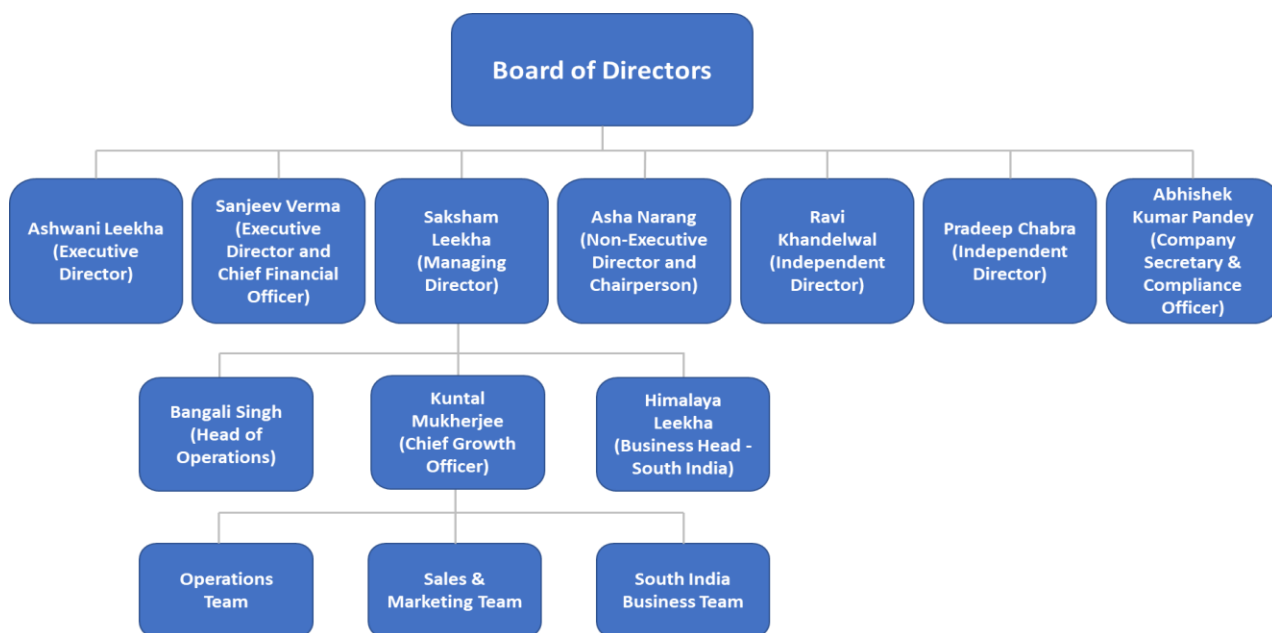 Board of Directors
Ashwani Leekha
(Executive
Director)
Sanjeev Verma
(Executive
Director and
Chief Financial
Officer)
Saksham
Leekha
(Managing
Director)
Asha Narang
(Non-Executive
Director and
Chairperson)
Ravi
Khandelwal
(Independent
Director)
Pradeep Chabra
(Independent
Director)
Abhishek
Kumar Pandey
(Company
Secretary &
Compliance
Officer)
Bangali Singh
(Head of
Operations)
Kuntal
Mukherjee
(Chief Growth
Officer)
Himalaya
Leekha
(Business Head -
South India)
Operations
Team
Sales &
Marketing Team
South India
Business Team